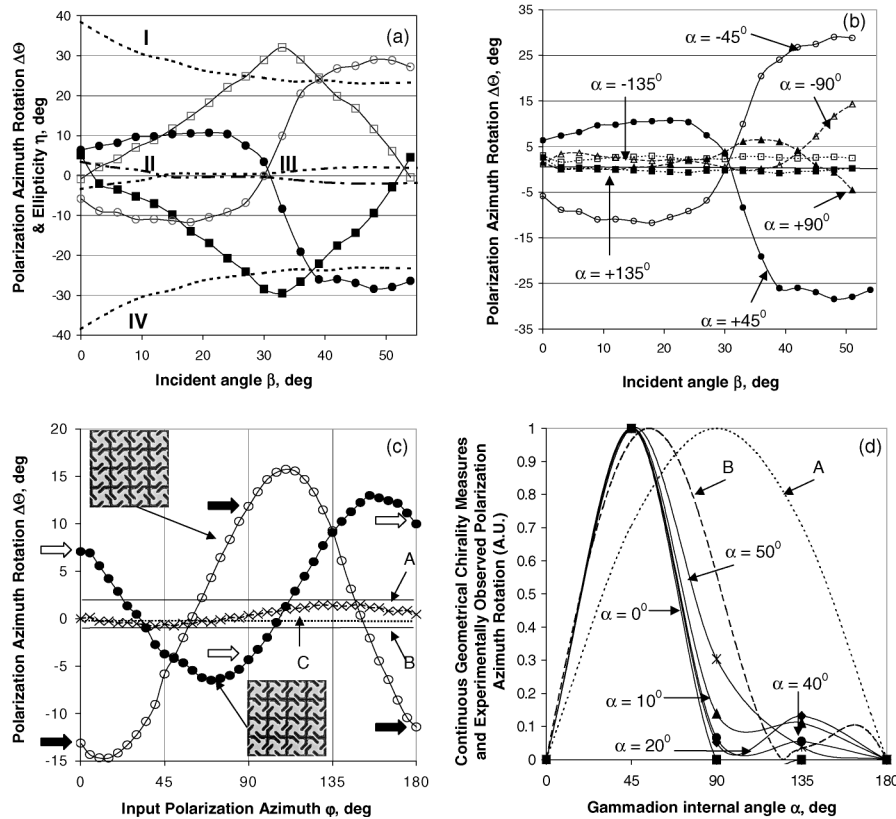 (a)
Polarization Azimuth Rotation ΔΘ, deg
& Ellipticity η, deg
40
30
20
10
0
-10
-20
-30
-40
I
II
III
IV
0
10
20
30
40
50
Incident angle β, deg
(b)
Polarization Azimuth Rotation ΔΘ, deg
35
25
15
5
-5
-15
-25
-35
α = -45⁰
α = -135⁰
α = -90⁰
α = +90⁰
α = +135⁰
α = +45⁰
0
10
20
30
40
50
Incident angle β, deg
(c)
Polarization Azimuth Rotation ΔΘ, deg
20
15
10
5
0
-5
-10
-15
A
B
C
0
45
90
135
180
Input Polarization Azimuth φ, deg
(d)
Continuous Geometrical Chirality Measures
and Experimentally Observed Polarization
Azimuth Rotation (A.U.)
1
0.9
0.8
0.7
0.6
0.5
0.4
0.3
0.2
0.1
0
B
A
α = 50⁰
α = 0⁰
α = 10⁰
α = 40⁰
α = 20⁰
0
45
90
135
180
Gammadion internal angle α, deg